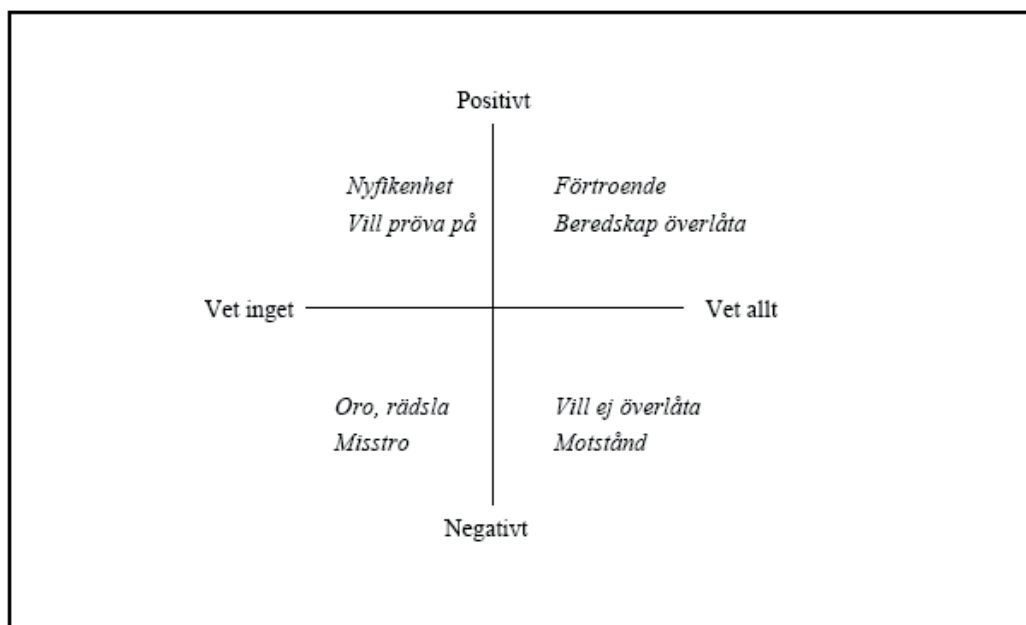 Positivt
Nyfikenhet
Vill pröva på
Förtroende
Beredskap överlåta
Vet inget
Vet allt
Oro, rädsla
Misstro
Vill ej överlåta
Motstånd
Negativt